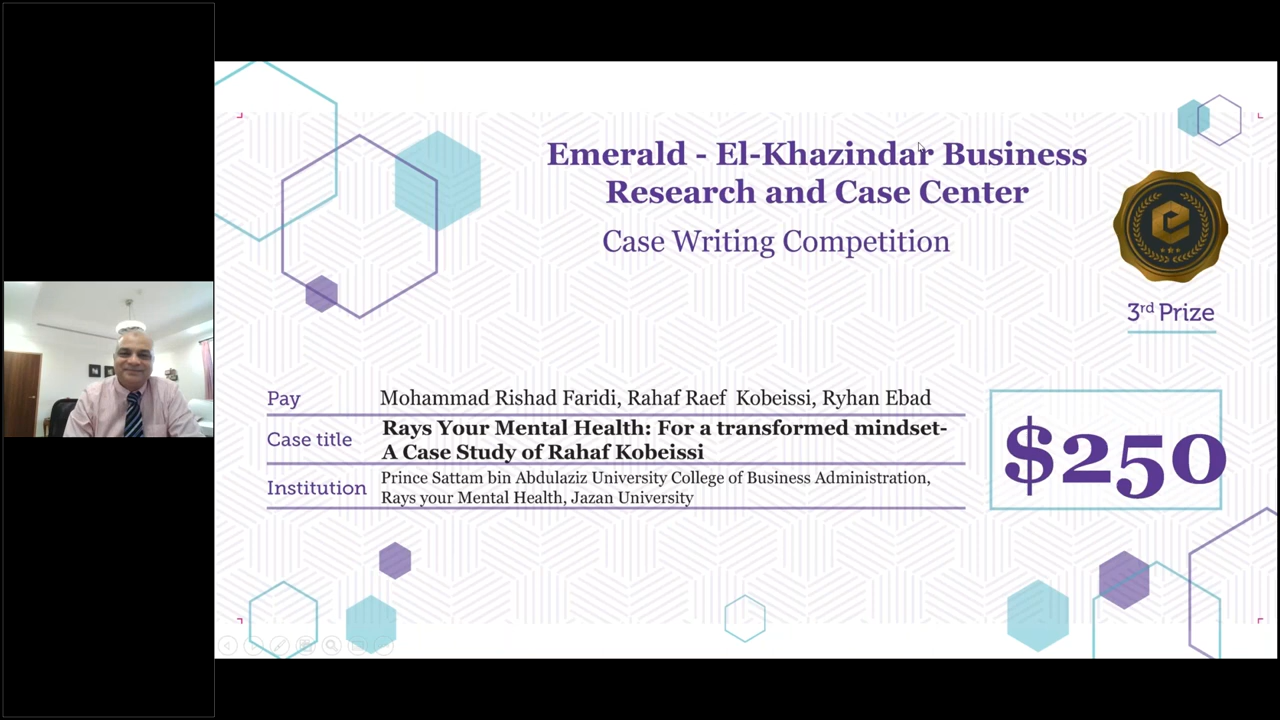 Emerald - El-Khazindar Business
Research and Case Center
Case Writing Competition
3rd Prize
Pay
Mohammad Rishad Faridi, Rahaf Raef Kobeissi, Ryhan Ebad
Case title
Rays Your Mental Health: For a transformed mindset-
A Case Study of Rahaf Kobeissi
Institution
Prince Sattam bin Abdulaziz University College of Business Administration,
Rays your Mental Health, Jazan University
$250